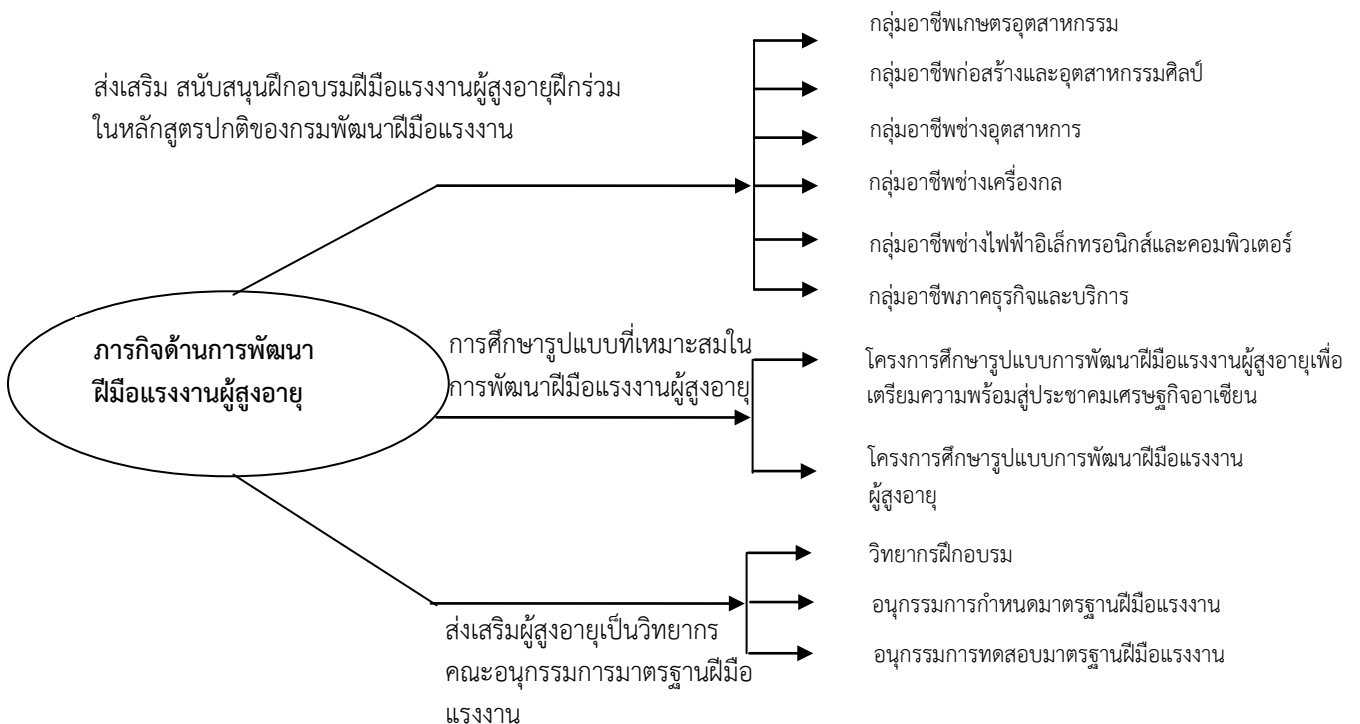 ส่งเสริม สนับสนุนฝึกอบรมฝีมือแรงงานผู้สูงอายุฝึกร่วม
ในหลักสูตรปกติของกรมพัฒนาฝีมือแรงงาน
กลุ่มอาชีพเกษตรอุตสาหกรรม
กลุ่มอาชีพก่อสร้างและอุตสาหกรรมศิลป์
กลุ่มอาชีพช่างอุตสาหการ
กลุ่มอาชีพช่างเครื่องกล
กลุ่มอาชีพช่างไฟฟ้าอิเล็กทรอนิกส์และคอมพิวเตอร์
กลุ่มอาชีพภาคธุรกิจและบริการ
ภารกิจด้านการพัฒนา
ฝีมือแรงงานผู้สูงอายุ
การศึกษารูปแบบที่เหมาะสมใน
การพัฒนาฝีมือแรงงานผู้สูงอายุ
โครงการศึกษารูปแบบการพัฒนาฝีมือแรงงานผู้สูงอายุเพื่อ
เตรียมความพร้อมสู่ประชาคมเศรษฐกิจอาเซียน
โครงการศึกษารูปแบบการพัฒนาฝีมือแรงงาน
ผู้สูงอายุ
ส่งเสริมผู้สูงอายุเป็นวิทยากร
คณะอนุกรรมการมาตรฐานฝีมือ
แรงงาน
วิทยากรฝึกอบรม
อนุกรรมการกำหนดมาตรฐานฝีมือแรงงาน
อนุกรรมการทดสอบมาตรฐานฝีมือแรงงาน